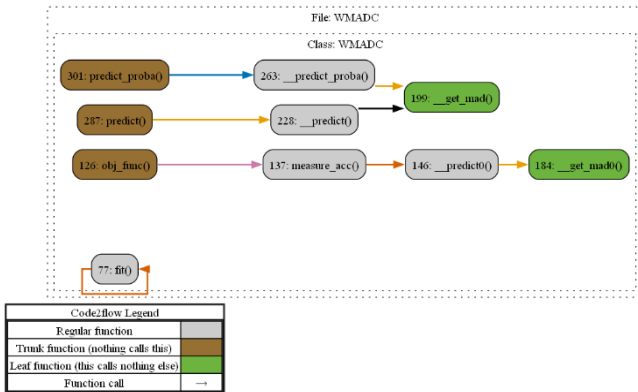 File: WMADC
Class: WMADC
301: predict_proba()
263: __predict_proba()
199: __get_mad()
287: predict()
228: __predict()
126: obj_func()
137: measure_acc()
146: __predict0()
184: __get_mad0()
77: fit()
Code2flow Legend
Regular function
Trunk function (nothing calls this)
Leaf function (this calls nothing else)
Function call →